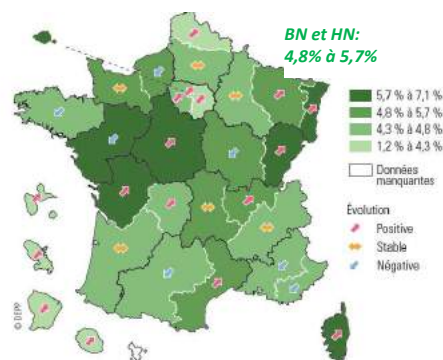 BN et HN:
4,8% à 5,7%
5,7 % à 7,1 %
4,8 % à 5,7 %
4,3 % à 4,8 %
1,2 % à 4,3 %
Données
manquantes
Évolution
Positive
Stable
Négative
© DEPP